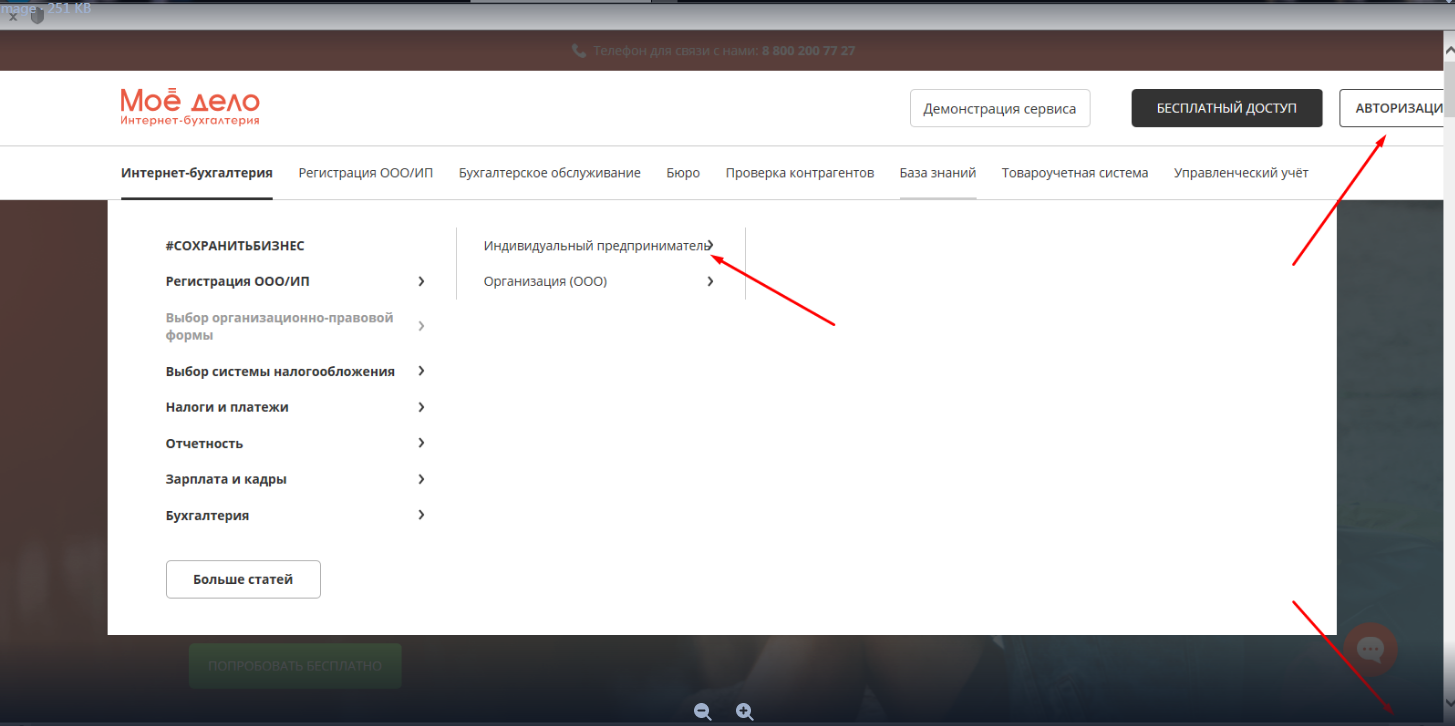 mage - 251 KB
Телефон для связи с нами: 8 800 200 77 27
Моё дело
Интернет-бухгалтерия
Демонстрация сервиса
БЕСПЛАТНЫЙ ДОСТУП
АВТОРИЗАЦИ
Интернет-бухгалтерия Регистрация ООО/ИП Бухгалтерское обслуживание Бюро Проверка контрагентов База знаний Товароучетная система Управленческий учёт
#СОХРАНИТЬБИЗНЕС
Регистрация ООО/ИП
Выбор организационно-правовой
формы
Выбор системы налогообложения
Налоги и платежи
Отчетность
Зарплата и кадры
Бухгалтерия
Больше статей
Индивидуальный предприниматель
Организация (ООО)
ПОПРОБОВАТЬ БЕСПЛАТНО